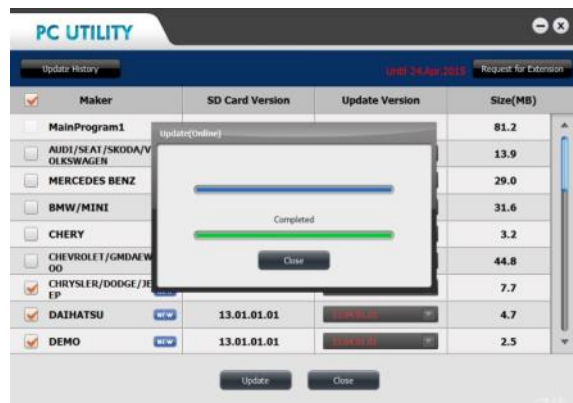 PC UTILITY
Update History
Until 24.Apr.2015
Request for Extension
Maker SD Card Version Update Version Size(MB)
MainProgram1 81.2
Update(Online)
AUDI/SEAT/SKODA/V
OLKSWAGEN 13.9
MERCEDES BENZ 29.0
BMW/MINI 31.6
Completed
CHERY 3.2
Close
CHEVROLET/GMDAEW
OO 44.8
CHRYSLER/DODGE/JE
EP NEW 7.7
DAIHATSU NEW 13.01.01.01 4.7
DEMO NEW 13.01.01.01 2.5
Update Close